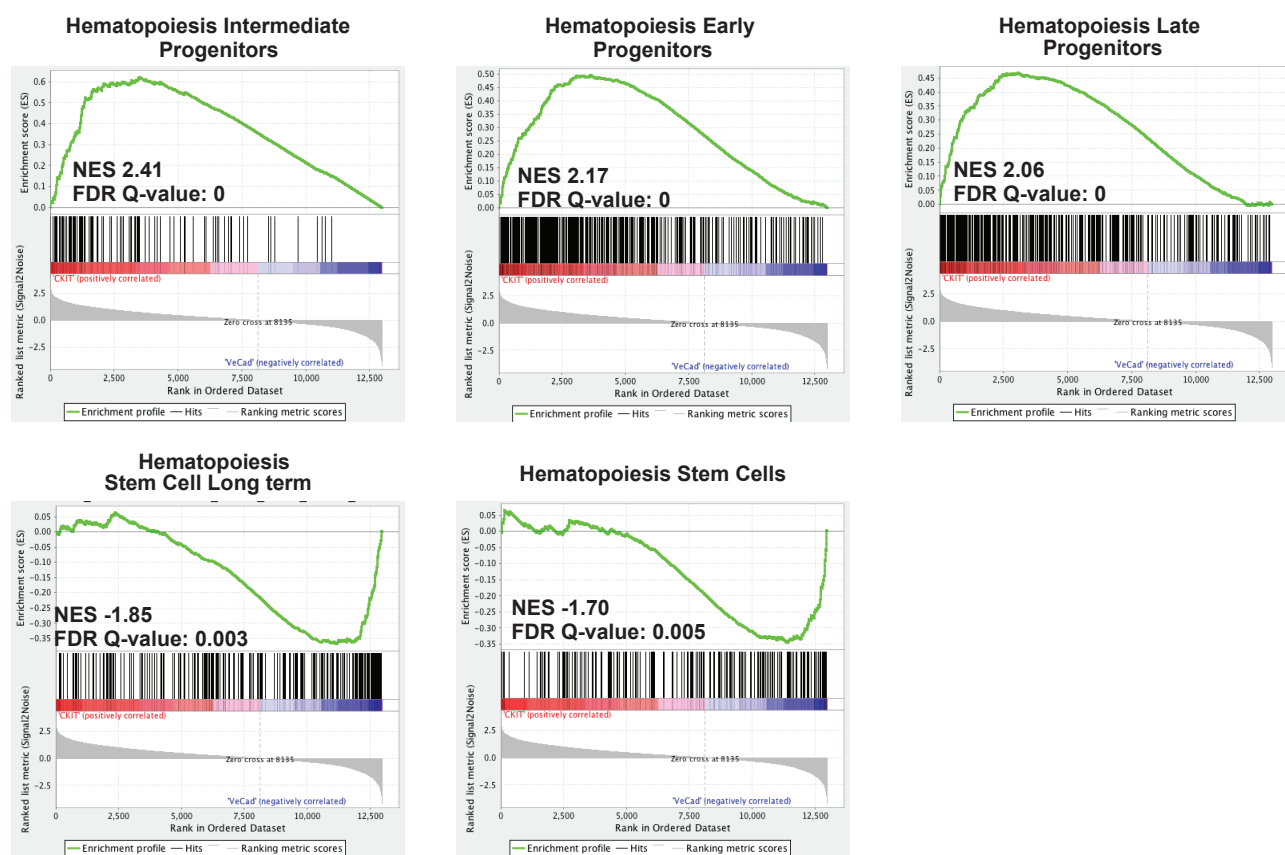 Hematopoiesis Intermediate
Progenitors
Enrichment score (ES)
0.6
0.5
0.4
0.3
0.2
0.1
0.0
NES 2.41
FDR Q-value: 0
'CKIT' (positively correlated)
Ranked list metric (Signal2Noise)
2.5
0.0
-2.5
Zero cross at 8135
'VeCad' (negatively correlated)
0 2,500 5,000 7,500 10,000 12,500
Rank in Ordered Dataset
Enrichment profile Hits Ranking metric scores
Hematopoiesis Early
Progenitors
Enrichment score (ES)
0.50
0.45
0.40
0.35
0.30
0.25
0.20
0.15
0.10
0.05
0.00
NES 2.17
FDR Q-value: 0
'CKIT' (positively correlated)
Ranked list metric (Signal2Noise)
2.5
0.0
-2.5
Zero cross at 8135
'VeCad' (negatively correlated)
0 2,500 5,000 7,500 10,000 12,500
Rank in Ordered Dataset
Enrichment profile Hits Ranking metric scores
Hematopoiesis Late
Progenitors
Enrichment score (ES)
0.45
0.40
0.35
0.30
0.25
0.20
0.15
0.10
0.05
0.00
NES 2.06
FDR Q-value: 0
'CKIT' (positively correlated)
Ranked list metric (Signal2Noise)
2.5
0.0
-2.5
Zero cross at 8135
'VeCad' (negatively correlated)
0 2,500 5,000 7,500 10,000 12,500
Rank in Ordered Dataset
Enrichment profile Hits Ranking metric scores
Hematopoiesis
Stem Cell Long term
Enrichment score (ES)
0.05
0.00
-0.05
-0.10
-0.15
-0.20
-0.25
-0.30
-0.35
NES -1.85
FDR Q-value: 0.003
'CKIT' (positively correlated)
Ranked list metric (Signal2Noise)
2.5
0.0
-2.5
Zero cross at 8135
'VeCad' (negatively correlated)
0 2,500 5,000 7,500 10,000 12,500
Rank in Ordered Dataset
Enrichment profile Hits Ranking metric scores
Hematopoiesis Stem Cells
Enrichment score (ES)
0.05
0.00
-0.05
-0.10
-0.15
-0.20
-0.25
-0.30
-0.35
NES -1.70
FDR Q-value: 0.005
'CKIT' (positively correlated)
Ranked list metric (Signal2Noise)
2.5
0.0
-2.5
Zero cross at 8135
'VeCad' (negatively correlated)
0 2,500 5,000 7,500 10,000 12,500
Rank in Ordered Dataset
Enrichment profile Hits Ranking metric scores